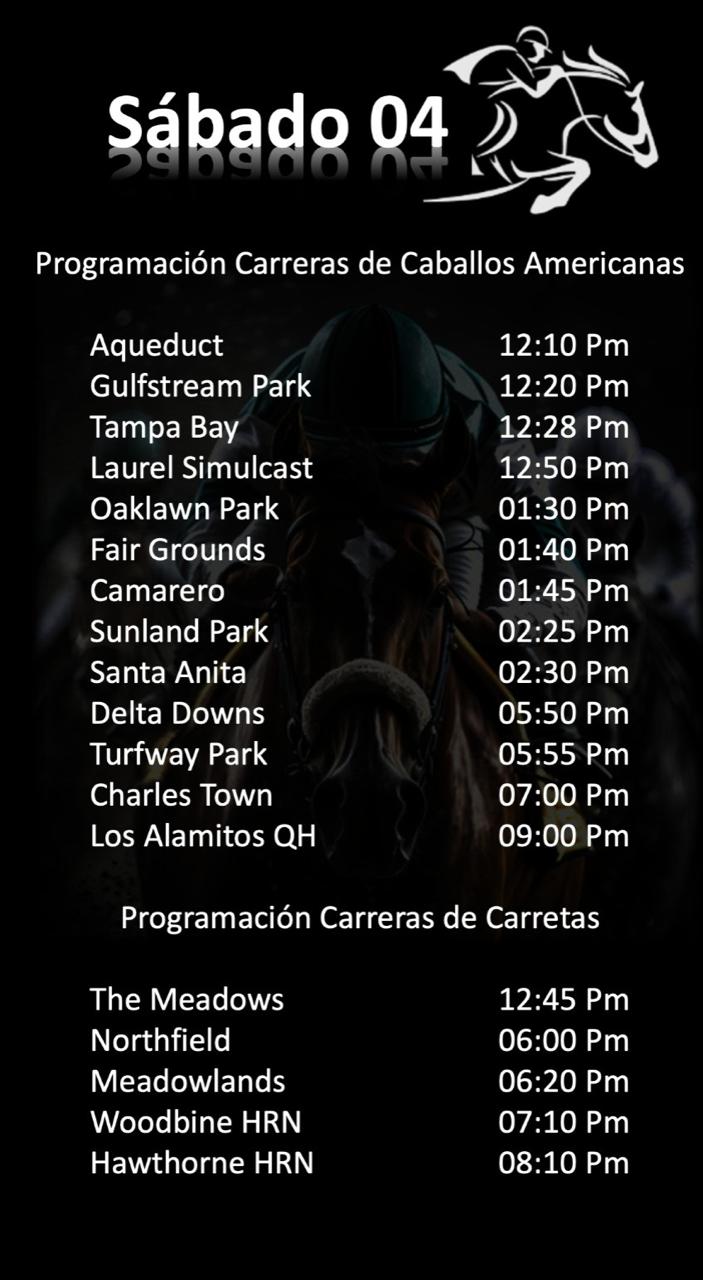 Sábado 04
Programación Carreras de Caballos Americanas
Aqueduct 12:10 Pm
Gulfstream Park 12:20 Pm
Tampa Bay 12:28 Pm
Laurel Simulcast 12:50 Pm
Oaklawn Park 01:30 Pm
Fair Grounds 01:40 Pm
Camarero 01:45 Pm
Sunland Park 02:25 Pm
Santa Anita 02:30 Pm
Delta Downs 05:50 Pm
Turfway Park 05:55 Pm
Charles Town 07:00 Pm
Los Alamitos QH 09:00 Pm
Programación Carreras de Carretas
The Meadows 12:45 Pm
Northfield 06:00 Pm
Meadowlands 06:20 Pm
Woodbine HRN 07:10 Pm
Hawthorne HRN 08:10 Pm